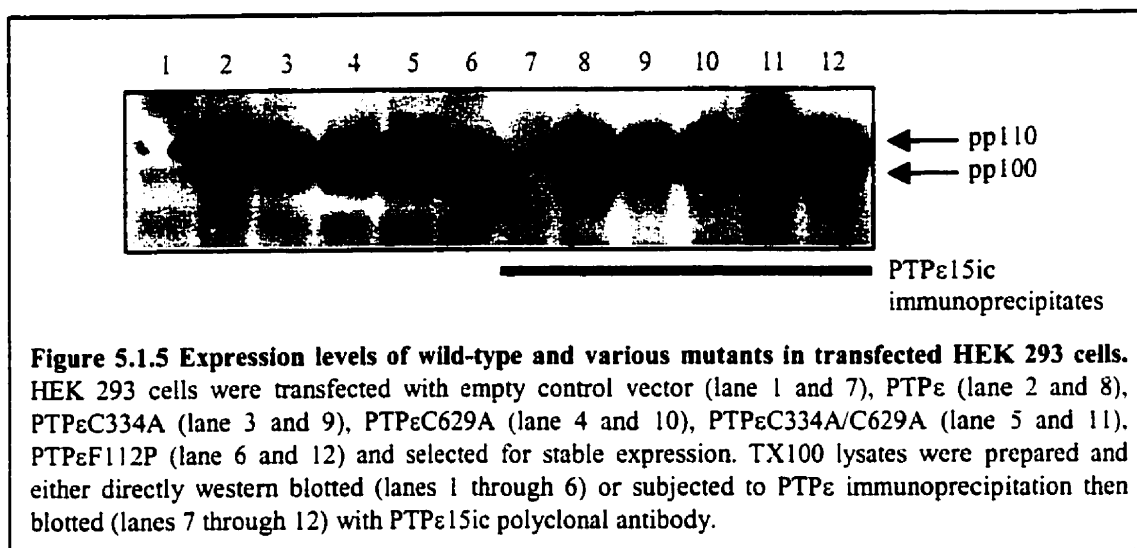 1 2 3 4 5 6 7 8 9 10 11 12
pp110
pp100
PTPε15ic
immunoprecipitates
Figure 5.1.5 Expression levels of wild-type and various mutants in transfected HEK 293 cells.
HEK 293 cells were transfected with empty control vector (lane 1 and 7), PTPε (lane 2 and 8),
PTPεC334A (lane 3 and 9), PTPεC629A (lane 4 and 10), PTPεC334A/C629A (lane 5 and 11),
PTPεF112P (lane 6 and 12) and selected for stable expression. TX100 lysates were prepared and
either directly western blotted (lanes 1 through 6) or subjected to PTPε immunoprecipitation then
blotted (lanes 7 through 12) with PTPε15ic polyclonal antibody.